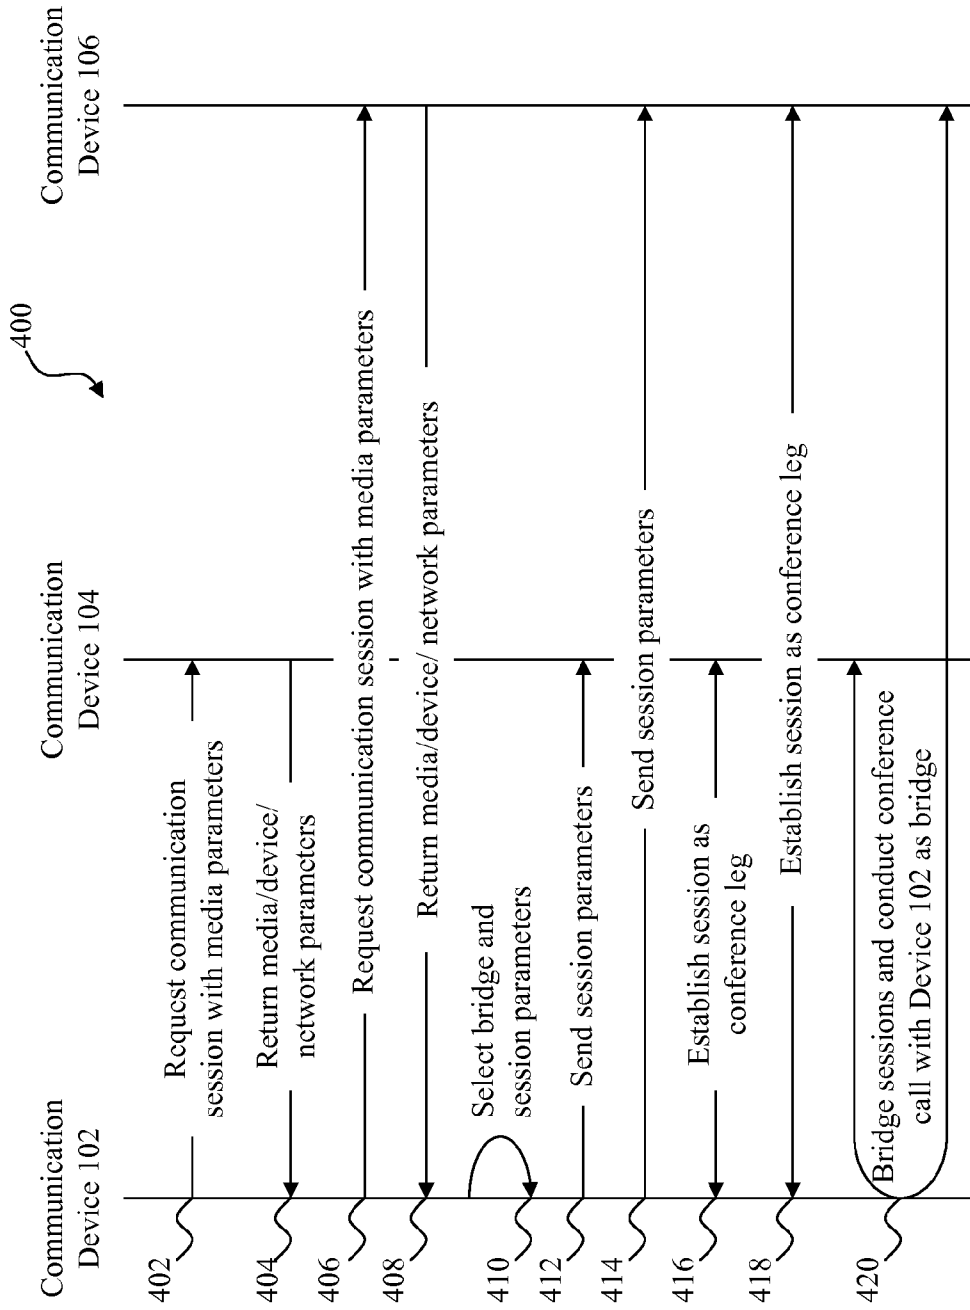 400
Communication
Device 102
Communication
Device 104
Communication
Device 106
402
Request communication
session with media parameters
404
Return media/device/
network parameters
406
Request communication session with media parameters
408
Return media/device/ network parameters
410
Select bridge and
session parameters
412
Send session parameters
414
Send session parameters
416
Establish session as
conference leg
418
Establish session as conference leg
420
Bridge sessions and conduct conference
call with Device 102 as bridge